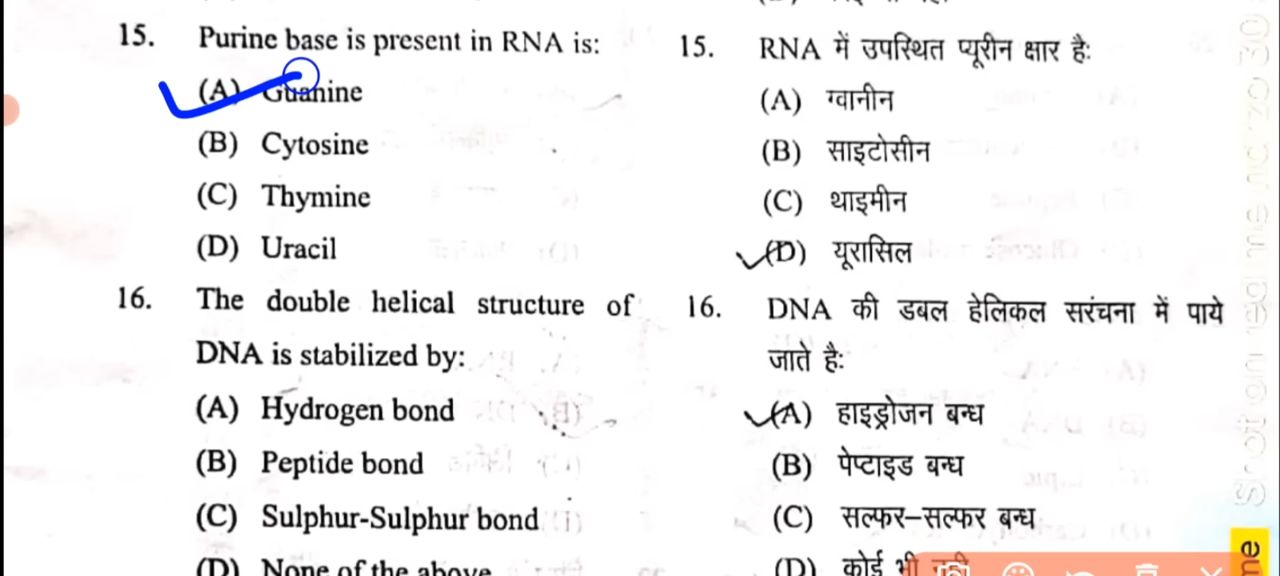 15. Purine base is present in RNA is:
(A) Guanine
(B) Cytosine
(C) Thymine
(D) Uracil
16. The double helical structure of
DNA is stabilized by:
(A) Hydrogen bond
(B) Peptide bond
(C) Sulphur-Sulphur bond
(D) None of the above
15. RNA में उपस्थित प्यूरीन क्षार है:
(A) ग्वानीन
(B) साइटोसीन
(C) थाइमीन
(D) यूरासिल
16. DNA की डबल हेलिकल सरंचना में पाये
जाते है:
(A) हाइड्रोजन बन्ध
(B) पेप्टाइड बन्ध
(C) सल्फर–सल्फर बन्ध
(D) कोई भी
Shot on